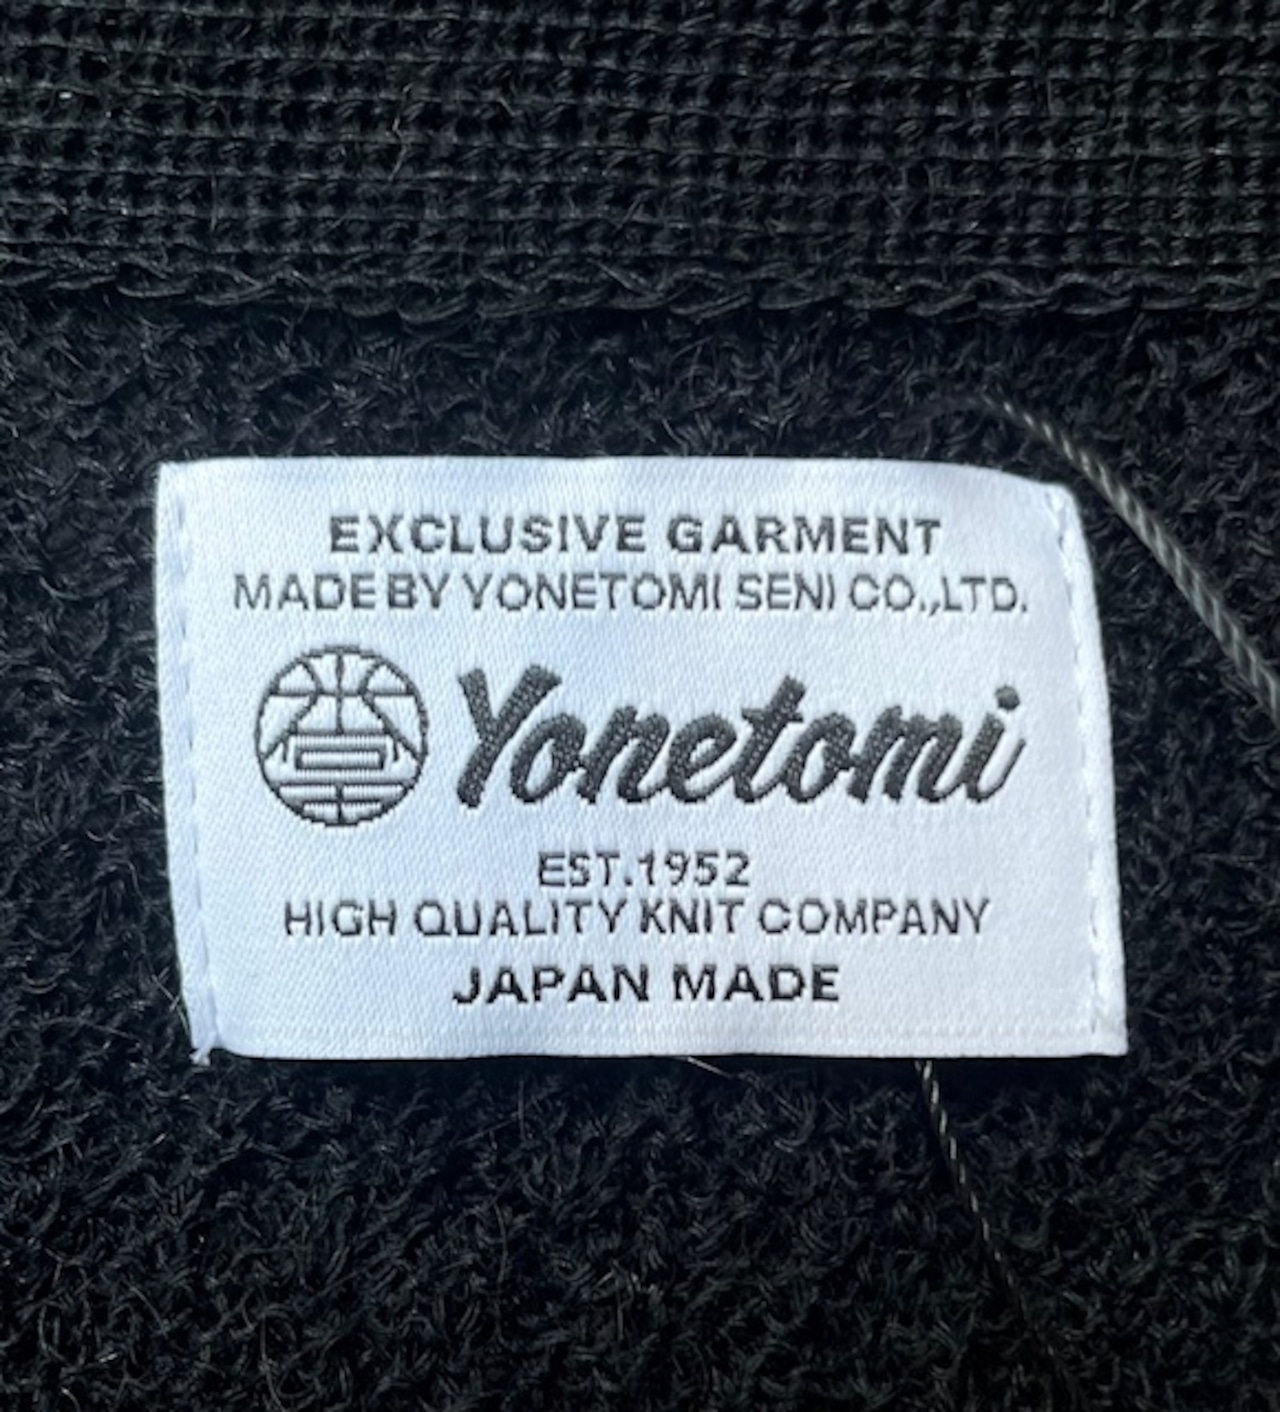 EXCLUSIVE GARMENT
MADE BY YONETOMI SENI CO.,LTD.
Yonetomi
EST.1952
HIGH QUALITY KNIT COMPANY
JAPAN MADE